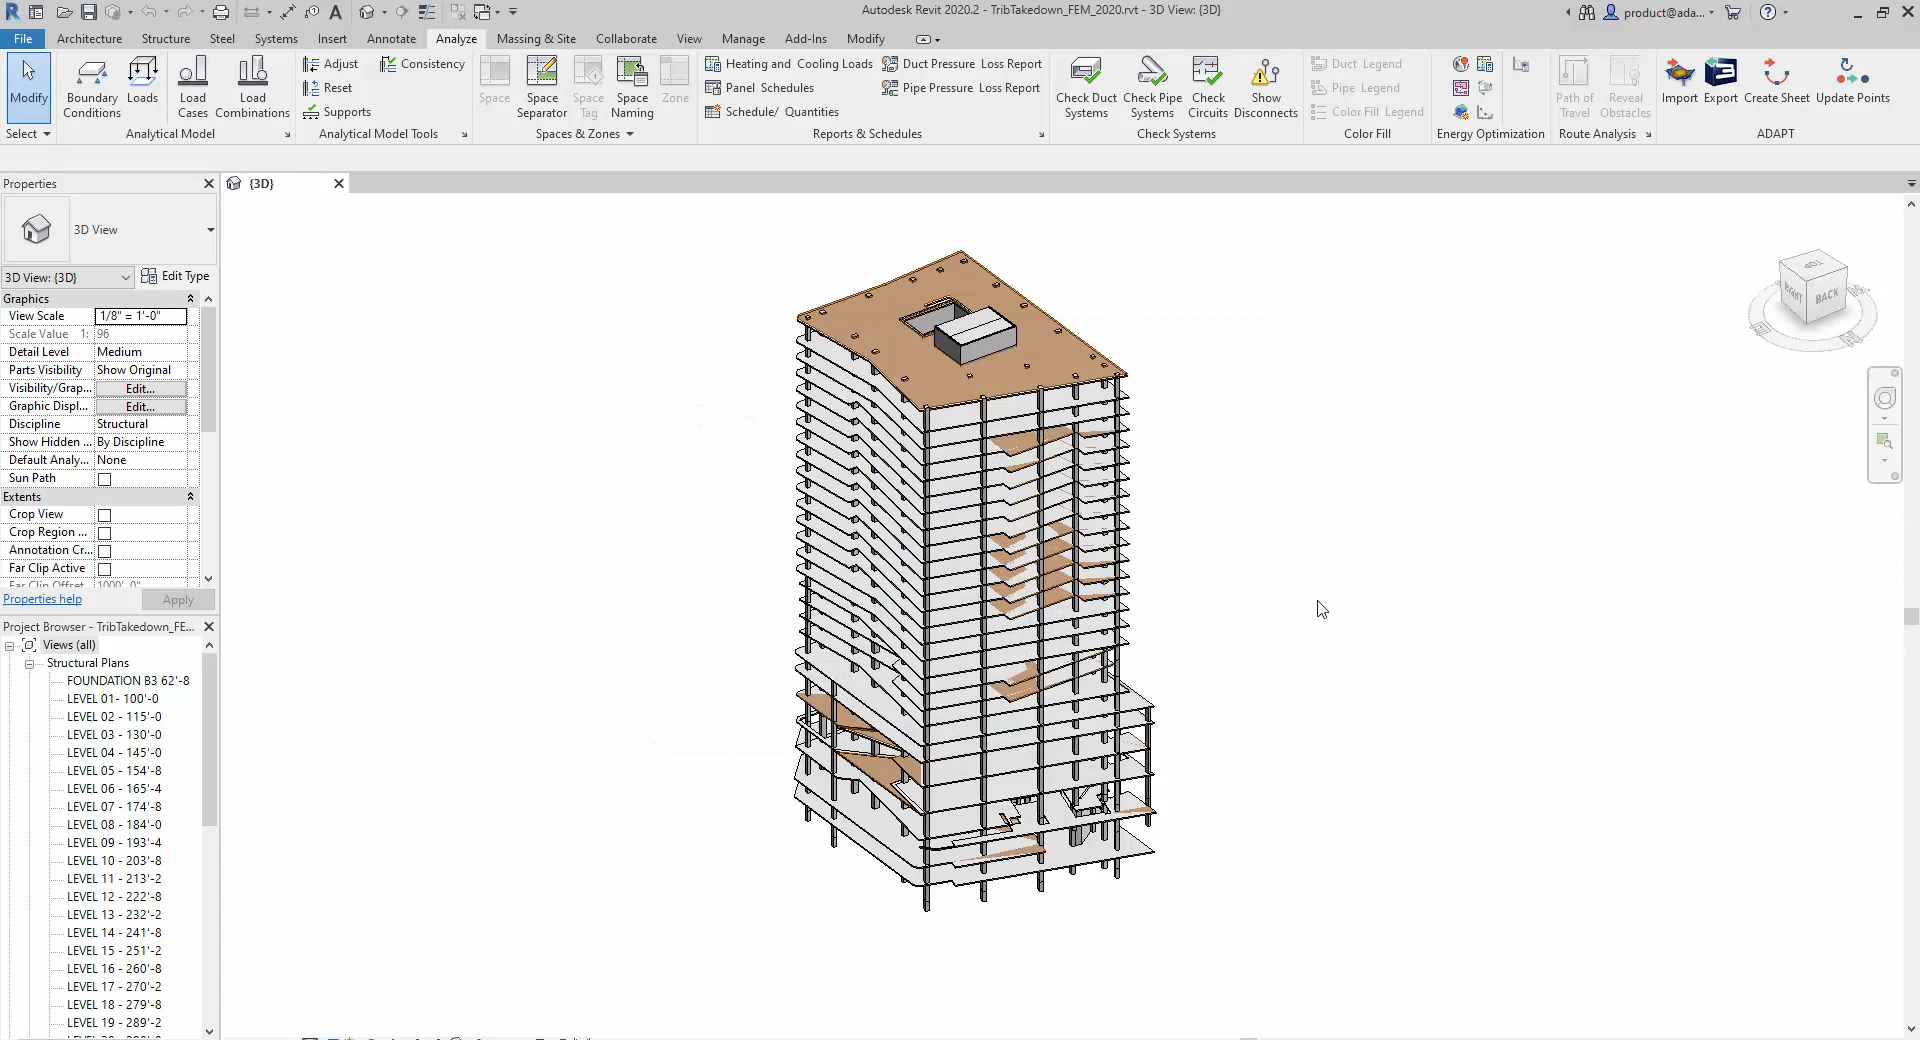 Autodesk Revit 2020.2 - TribTakedown_FEM_2020.rvt - 3D View: {3D}
product@ada...
File Architecture Structure Steel Systems Insert Annotate Analyze Massing & Site Collaborate View Manage Add-Ins Modify
Modify
Boundary Conditions
Loads
Load Cases
Load Combinations
Adjust
Reset
Supports
Consistency
Space
Space Separator
Space Tag
Space Naming
Zone
Heating and Cooling Loads
Panel Schedules
Schedule/ Quantities
Duct Pressure Loss Report
Pipe Pressure Loss Report
Check Duct Systems
Check Pipe Systems
Check Circuits
Show Disconnects
Duct Legend
Pipe Legend
Color Fill Legend
Path of Travel
Reveal Obstacles
Import
Export
Create Sheet
Update Points
Select
Analytical Model
Analytical Model Tools
Spaces & Zones
Reports & Schedules
Check Systems
Color Fill
Energy Optimization
Route Analysis
ADAPT
Properties
{3D}
3D View
3D View: {3D}
Edit Type
Graphics
View Scale 1/8" = 1'-0"
Scale Value 1: 96
Detail Level Medium
Parts Visibility Show Original
Visibility/Grap... Edit...
Graphic Displ... Edit...
Discipline Structural
Show Hidden ... By Discipline
Default Analy... None
Sun Path
Extents
Crop View
Crop Region ...
Annotation Cr...
Far Clip Active
Far Clip Offset 1000' 0"
Properties help
Apply
Project Browser - TribTakedown_FE...
Views (all)
Structural Plans
FOUNDATION B3 62'-8
LEVEL 01- 100'-0
LEVEL 02 - 115'-0
LEVEL 03 - 130'-0
LEVEL 04 - 145'-0
LEVEL 05 - 154'-8
LEVEL 06 - 165'-4
LEVEL 07 - 174'-8
LEVEL 08 - 184'-0
LEVEL 09 - 193'-4
LEVEL 10 - 203'-8
LEVEL 11 - 213'-2
LEVEL 12 - 222'-8
LEVEL 13 - 232'-2
LEVEL 14 - 241'-8
LEVEL 15 - 251'-2
LEVEL 16 - 260'-8
LEVEL 17 - 270'-2
LEVEL 18 - 279'-8
LEVEL 19 - 289'-2
TOP
RIGHT
BACK